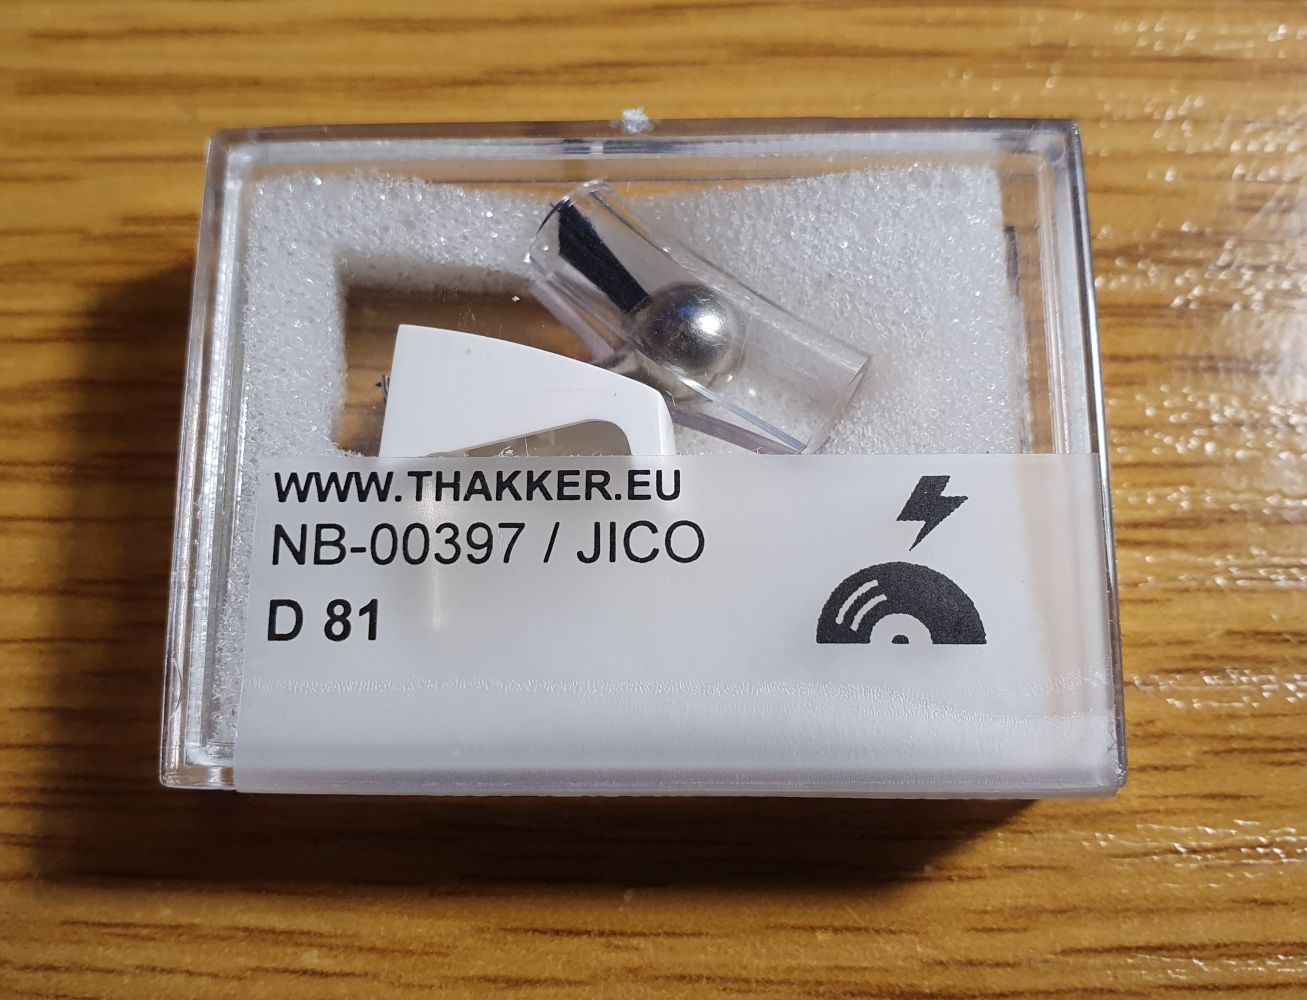 WWW.THAKKER.EU
NB-00397 / JICO
D 81